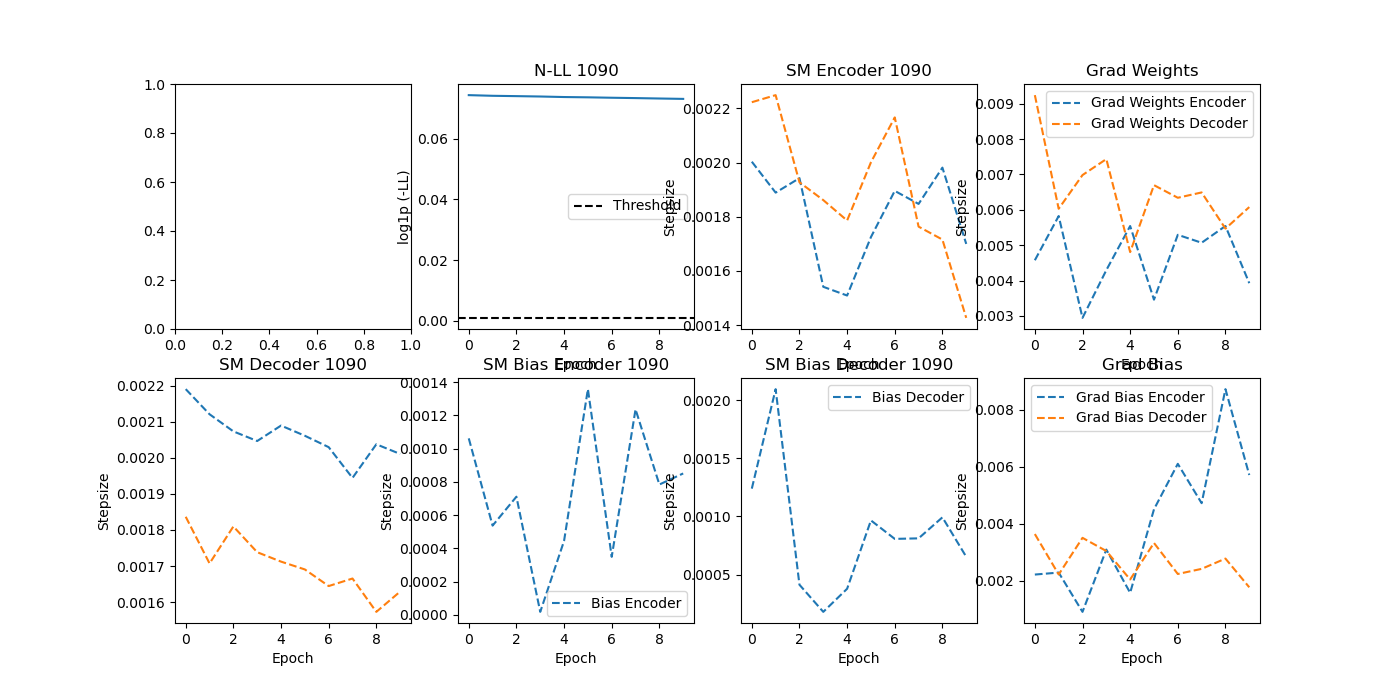 N-LL 1090
SM Encoder 1090
Grad Weights
1.0
0.8
0.6
0.4
0.2
0.0
0.0 0.2 0.4 0.6 0.8 1.0
log1p (-LL)
0.06
0.04
0.02
0.00
Threshold
0 2 4 6 8
Epoch
Stepsize
0.0022
0.0020
0.0018
0.0016
0.0014
0 2 4 6 8
Epoch
Stepsize
0.009
0.008
0.007
0.006
0.005
0.004
0.003
Grad Weights Encoder
Grad Weights Decoder
0 2 4 6 8
Epoch
SM Decoder 1090
SM Bias Encoder 1090
SM Bias Decoder 1090
Grad Bias
Stepsize
0.0022
0.0021
0.0020
0.0019
0.0018
0.0017
0.0016
0 2 4 6 8
Epoch
Stepsize
0.0014
0.0012
0.0010
0.0008
0.0006
0.0004
0.0002
0.0000
Bias Encoder
0 2 4 6 8
Epoch
Stepsize
0.0020
0.0015
0.0010
0.0005
Bias Decoder
0 2 4 6 8
Epoch
Stepsize
0.008
0.006
0.004
0.002
Grad Bias Encoder
Grad Bias Decoder
0 2 4 6 8
Epoch